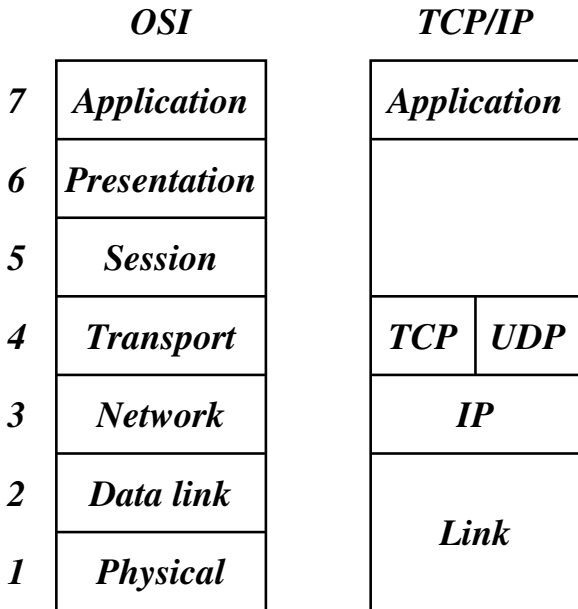 OSI TCP/IP
7 Application Application
6 Presentation
5 Session
4 Transport TCP UDP
3 Network IP
2 Data link
Link
1 Physical